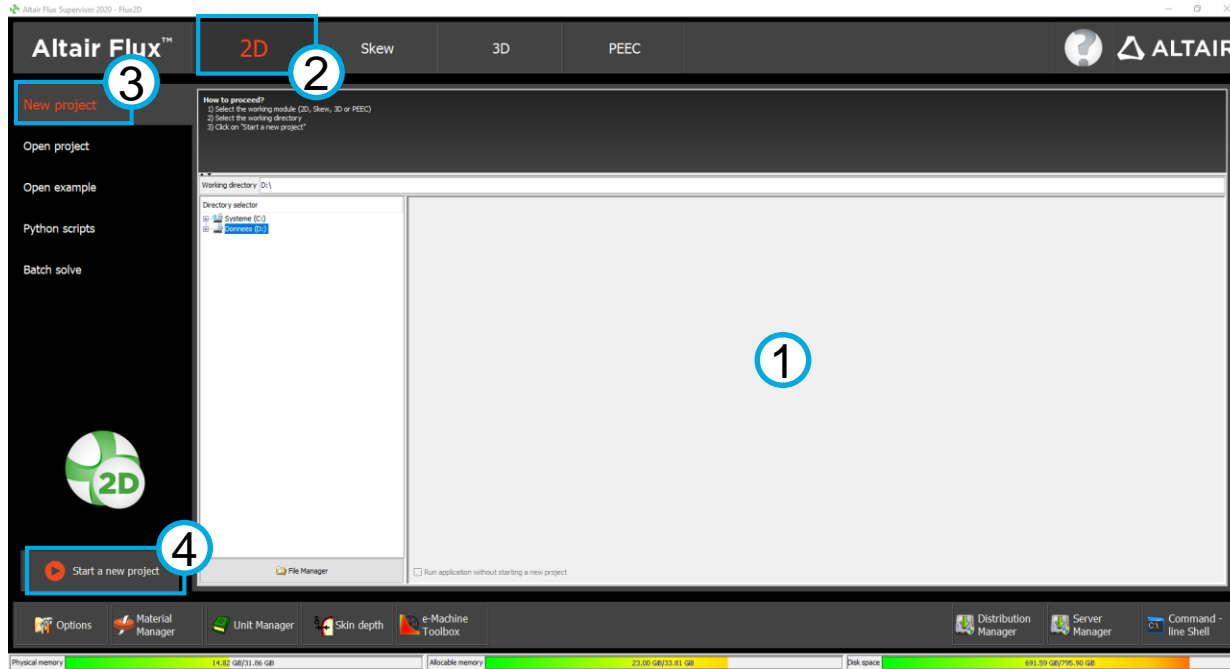 Altair Flux Supervisor 2020 - Flux2D
Altair Flux™
2D
Skew
3D
PEEC
ALTAIR
2
3
New project
Open project
Open example
Python scripts
Batch solve
How to proceed?
1) Select the working module (2D, Skew, 3D or PEEC)
2) Select the working directory
3) Click on "Start a new project"
Working directory D:\
Directory selector
Systeme (C:)
Donnees (D:)
1
2D
4
Start a new project
File Manager
Run application without starting a new project
Options
Material
Manager
Unit Manager
Skin depth
e-Machine
Toolbox
Distribution
Manager
Server
Manager
Command -
line Shell
Physical memory
14.82 GB/31.86 GB
Allocable memory
23.00 GB/33.81 GB
Disk space
691.59 GB/795.90 GB